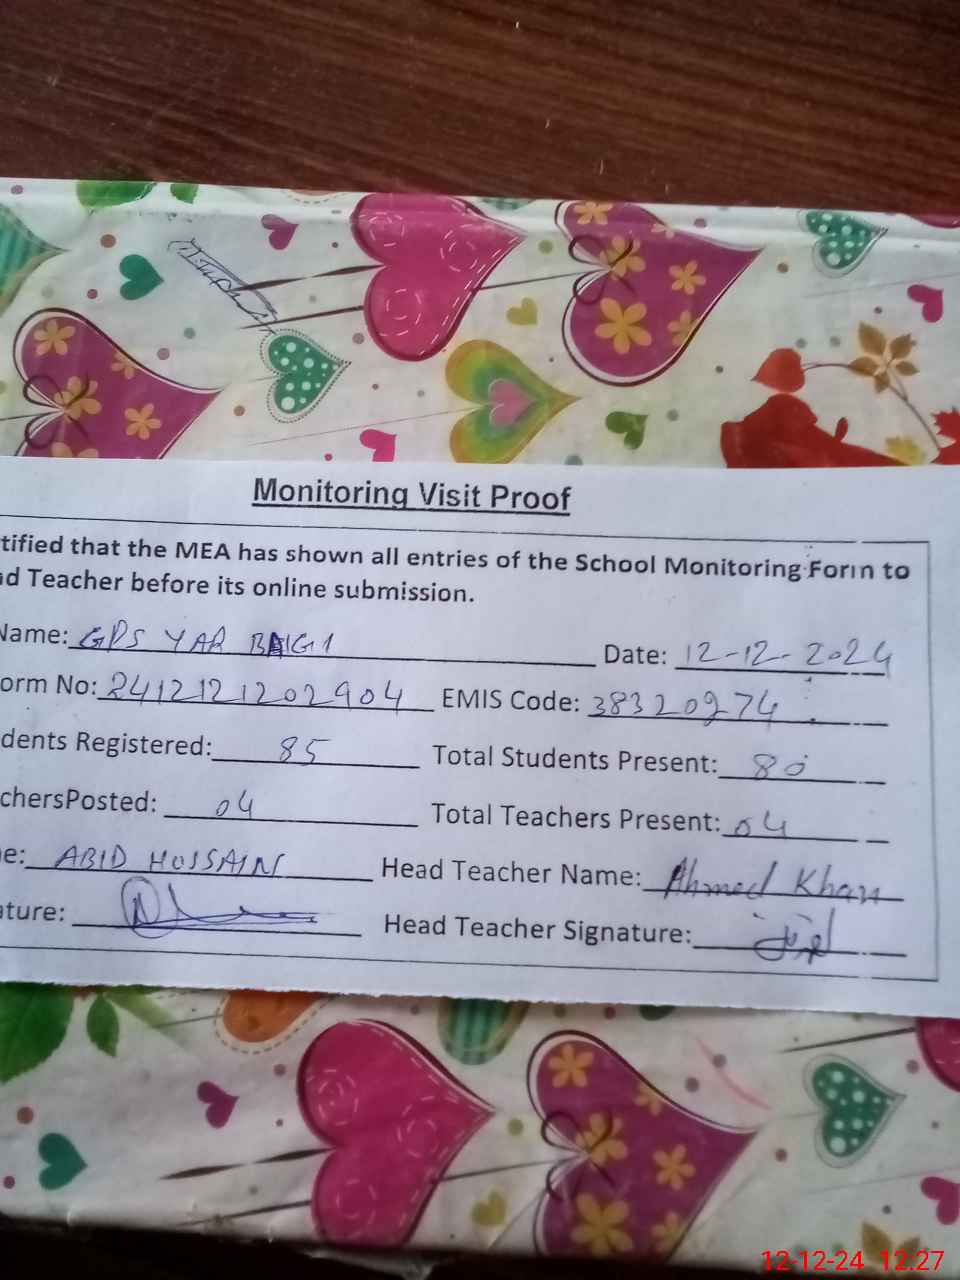 Monitoring Visit Proof
tified that the MEA has shown all entries of the School Monitoring Form to
d Teacher before its online submission.
Name: GPS YAR BAIG 1 Date: 12-12-2024
orm No: 2412121202904 EMIS Code: 38320274
dents Registered: 85 Total Students Present: 80
chersPosted: 04 Total Teachers Present: 04
e: ABID HUSSAIN Head Teacher Name: Ahmed Khan
ature: Head Teacher Signature:
12-12-24 12:27